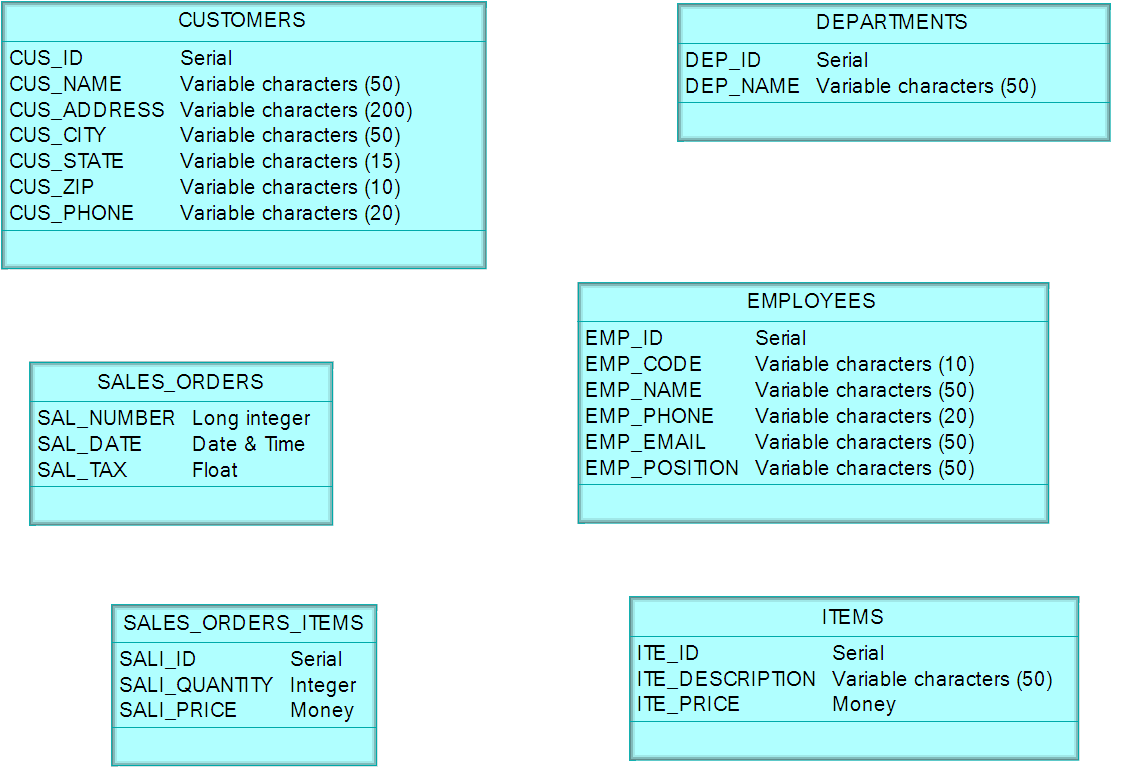 CUSTOMERS
CUS_ID Serial
CUS_NAME Variable characters (50)
CUS_ADDRESS Variable characters (200)
CUS_CITY Variable characters (50)
CUS_STATE Variable characters (15)
CUS_ZIP Variable characters (10)
CUS_PHONE Variable characters (20)
DEPARTMENTS
DEP_ID Serial
DEP_NAME Variable characters (50)
SALES_ORDERS
SAL_NUMBER Long integer
SAL_DATE Date & Time
SAL_TAX Float
EMPLOYEES
EMP_ID Serial
EMP_CODE Variable characters (10)
EMP_NAME Variable characters (50)
EMP_PHONE Variable characters (20)
EMP_EMAIL Variable characters (50)
EMP_POSITION Variable characters (50)
SALES_ORDERS_ITEMS
SALI_ID Serial
SALI_QUANTITY Integer
SALI_PRICE Money
ITEMS
ITE_ID Serial
ITE_DESCRIPTION Variable characters (50)
ITE_PRICE Money